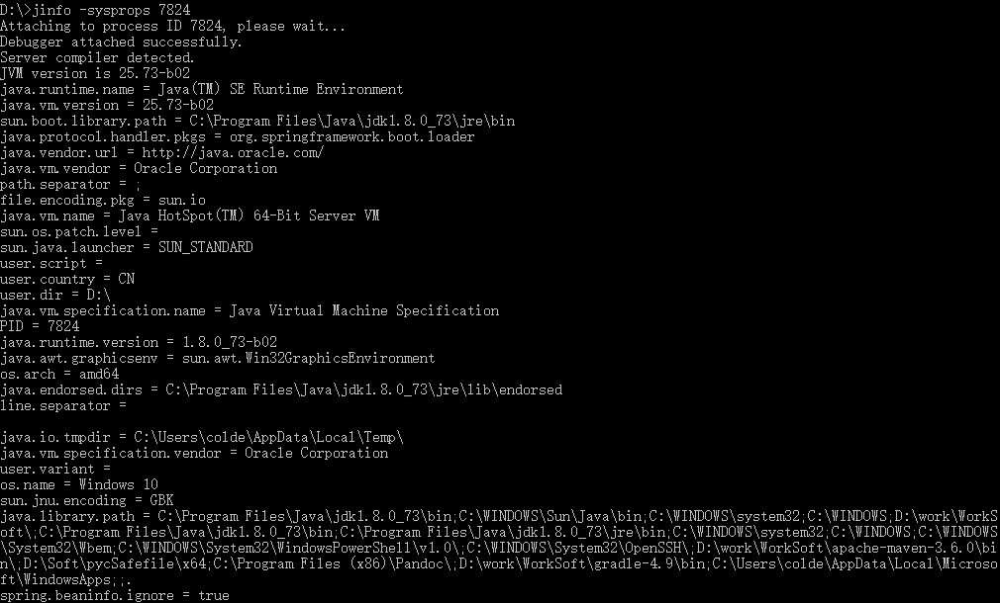 D:\>jinfo -sysprops 7824
Attaching to process ID 7824, please wait...
Debugger attached successfully.
Server compiler detected.
JVM version is 25.73-b02
java.runtime.name = Java(TM) SE Runtime Environment
java.vm.version = 25.73-b02
sun.boot.library.path = C:\Program Files\Java\jdk1.8.0_73\jre\bin
java.protocol.handler.pkgs = org.springframework.boot.loader
java.vendor.url = http://java.oracle.com/
java.vm.vendor = Oracle Corporation
path.separator = ;
file.encoding.pkg = sun.io
java.vm.name = Java HotSpot(TM) 64-Bit Server VM
sun.os.patch.level =
sun.java.launcher = SUN_STANDARD
user.script =
user.country = CN
user.dir = D:\
java.vm.specification.name = Java Virtual Machine Specification
PID = 7824
java.runtime.version = 1.8.0_73-b02
java.awt.graphicsenv = sun.awt.Win32GraphicsEnvironment
os.arch = amd64
java.endorsed.dirs = C:\Program Files\Java\jdk1.8.0_73\jre\lib\endorsed
line.separator =
java.io.tmpdir = C:\Users\colde\AppData\Local\Temp\
java.vm.specification.vendor = Oracle Corporation
user.variant =
os.name = Windows 10
sun.jnu.encoding = GBK
java.library.path = C:\Program Files\Java\jdk1.8.0_73\bin;C:\WINDOWS\Sun\Java\bin;C:\WINDOWS\system32;C:\WINDOWS;D:\work\WorkS
oft\;C:\Program Files\Java\jdk1.8.0_73\bin;C:\Program Files\Java\jdk1.8.0_73\jre\bin;C:\WINDOWS\system32;C:\WINDOWS;C:\WINDOWS
\System32\Wbem;C:\WINDOWS\System32\WindowsPowerShell\v1.0\;C:\WINDOWS\System32\OpenSSH\;D:\work\WorkSoft\apache-maven-3.6.0\bi
n\;D:\Soft\pycSafefile\x64;C:\Program Files (x86)\Pandoc\;D:\work\WorkSoft\gradle-4.9\bin;C:\Users\colde\AppData\Local\Microso
ft\WindowsApps;;.
spring.beaninfo.ignore = true